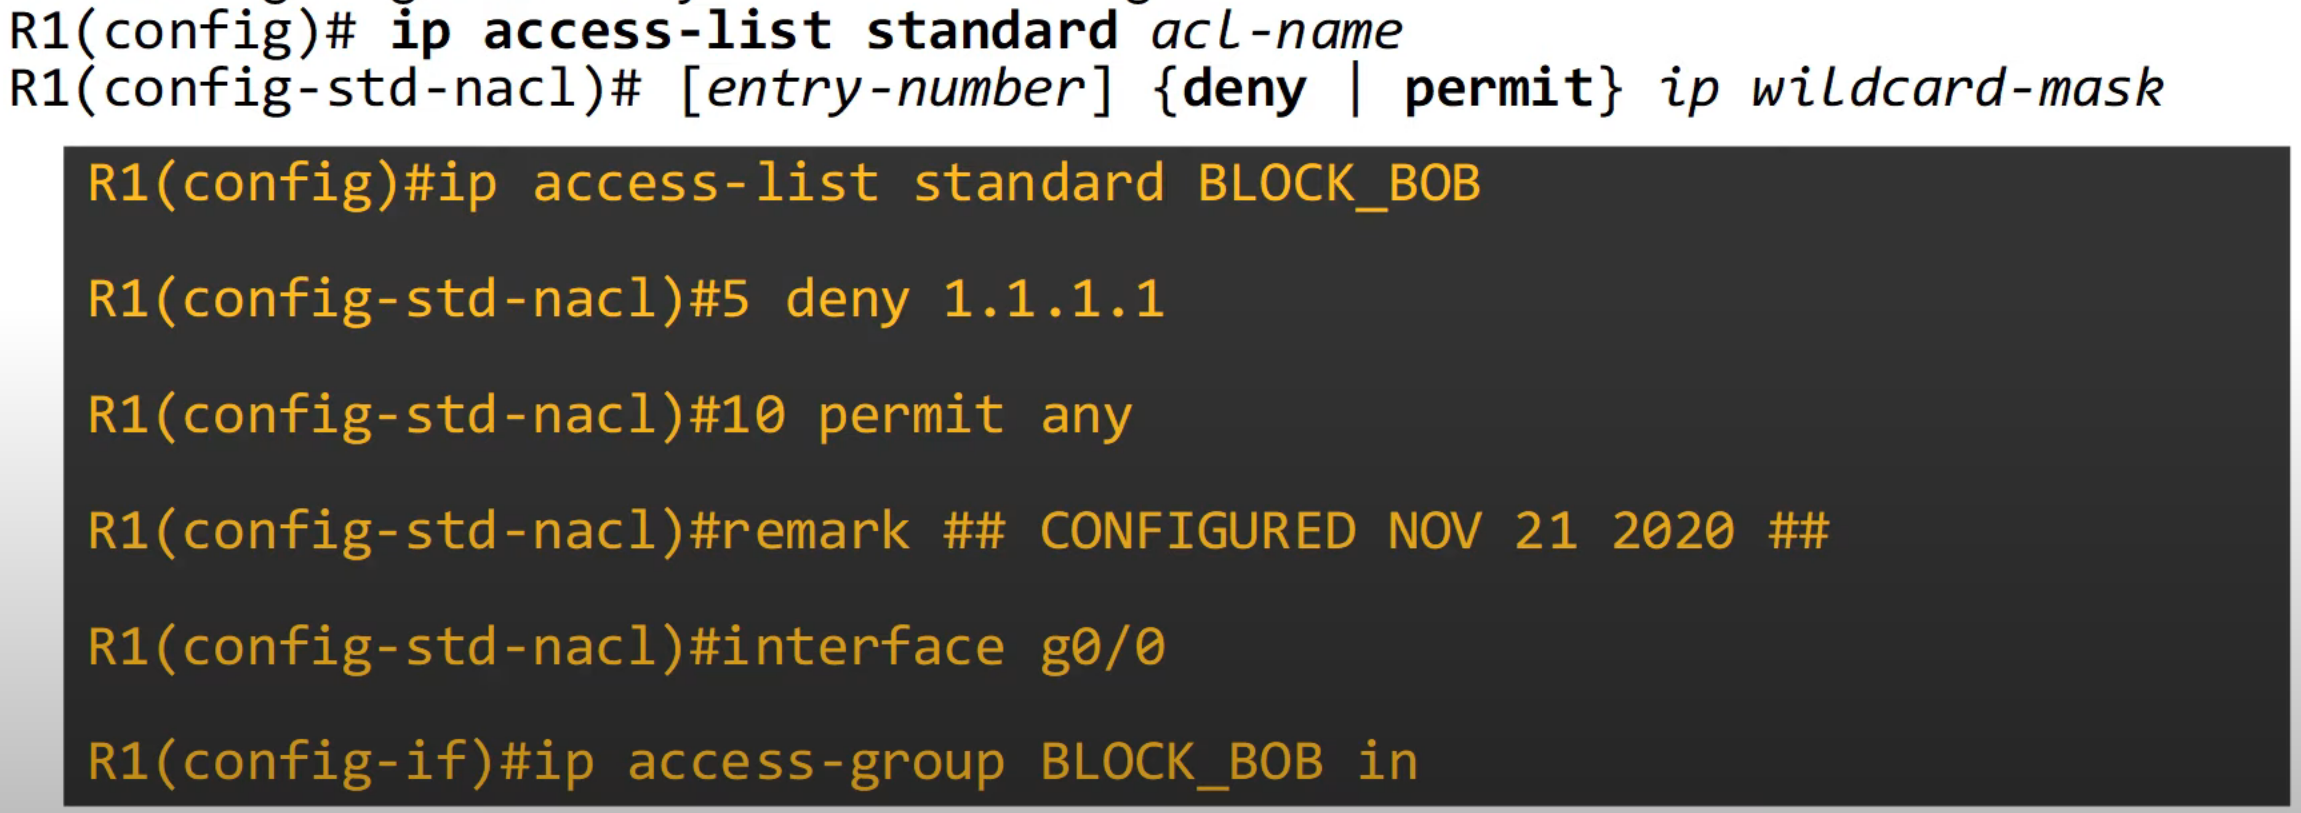 R1(config)# ip access-list standard acl-name
R1(config-std-nacl)# [entry-number] {deny | permit} ip wildcard-mask
R1(config)#ip access-list standard BLOCK_BOB
R1(config-std-nacl)#5 deny 1.1.1.1
R1(config-std-nacl)#10 permit any
R1(config-std-nacl)#remark ## CONFIGURED NOV 21 2020 ##
R1(config-std-nacl)#interface g0/0
R1(config-if)#ip access-group BLOCK_BOB in